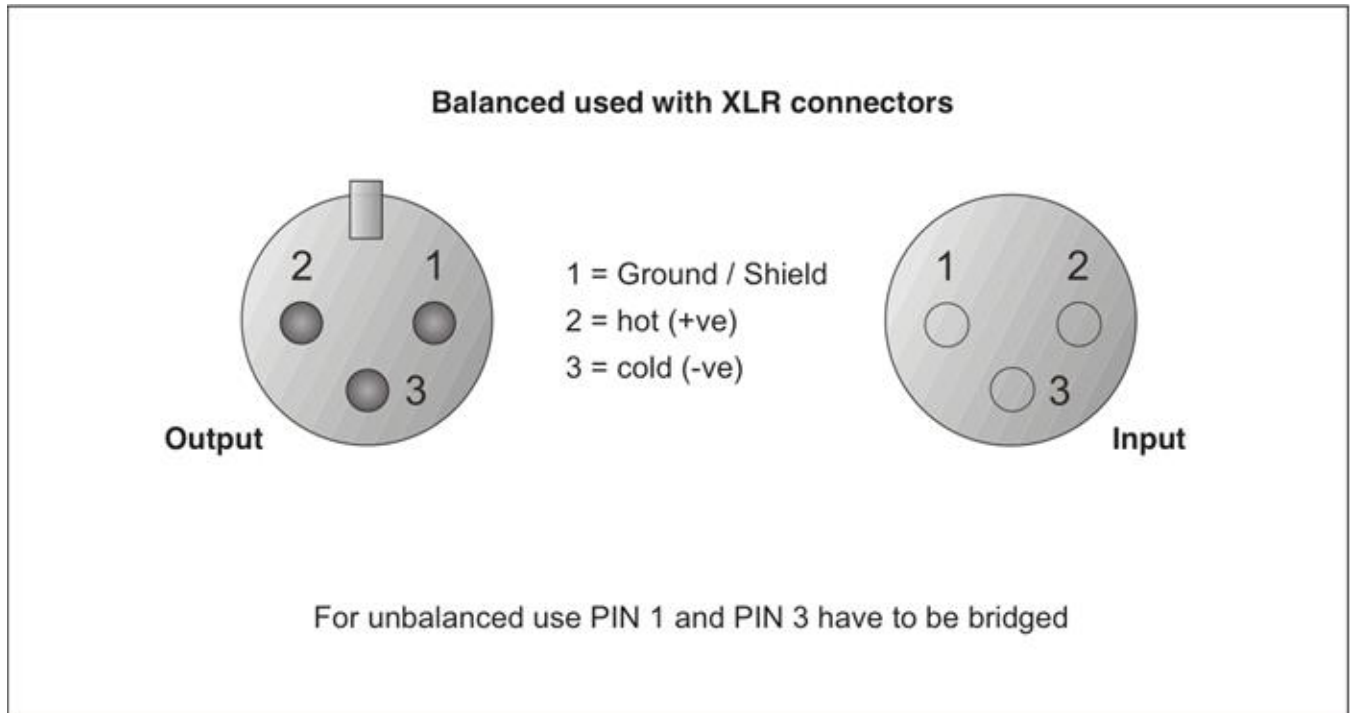 Balanced used with XLR connectors
2
1
3
Output
1 = Ground / Shield
2 = hot (+ve)
3 = cold (-ve)
1
2
3
Input
For unbalanced use PIN 1 and PIN 3 have to be bridged